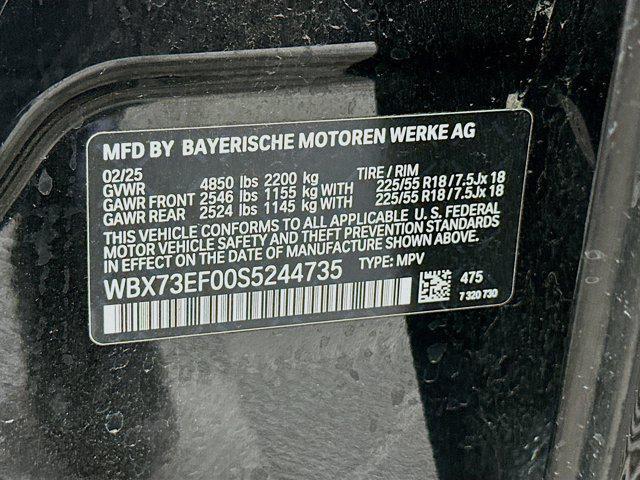 MFD BY BAYERISCHE MOTOREN WERKE AG
02/25 TIRE / RIM
GVWR 4850 lbs 2200 kg
GAWR FRONT 2546 lbs 1155 kg WITH 225/55 R18 / 7.5Jx 18
GAWR REAR 2524 lbs 1145 kg WITH 225/55 R18 / 7.5Jx 18
THIS VEHICLE CONFORMS TO ALL APPLICABLE U. S. FEDERAL
MOTOR VEHICLE SAFETY AND THEFT PREVENTION STANDARDS
IN EFFECT ON THE DATE OF MANUFACTURE SHOWN ABOVE.
WBX73EF00S5244735 TYPE: MPV
475
7 320 730